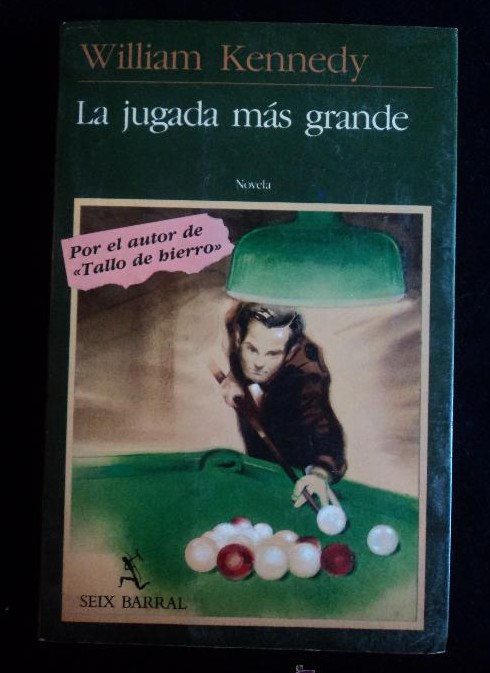 William Kennedy
La jugada más grande
Novela
Por el autor de
«Tallo de hierro»
SEIX BARRAL